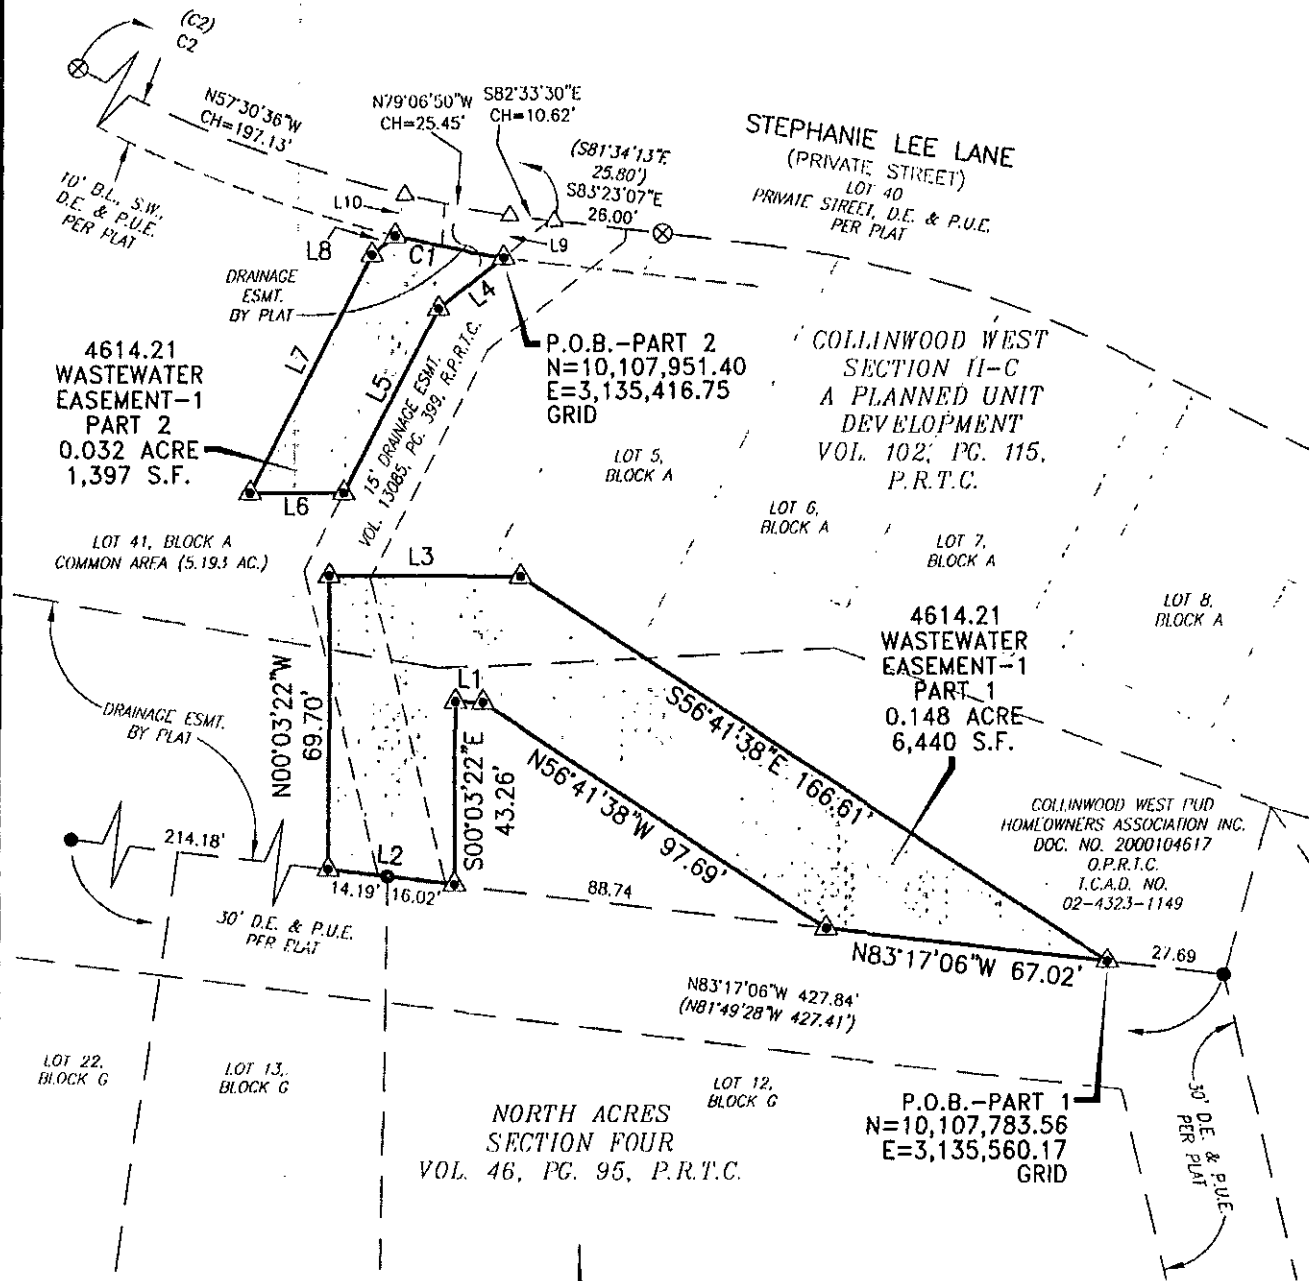 (C2)
C2
N57°30'36"W
CH=197.13'
N79°06'50"W
CH=25.45'
S82°33'30"E
CH=10.62'
(S81°34'13"E
25.80')
S83°23'07"E
26.00'
STEPHANIE LEE LANE
(PRIVATE STREET)
LOT 40
PRIVATE STREET, D.E. & P.U.E.
PER PLAT
10' B.L., S.W.,
D.E. & P.U.E.
PER PLAT
L10
L9
L8
C1
L4
DRAINAGE
ESMT.
BY PLAT
L7
L5
4614.21
WASTEWATER
EASEMENT-1
PART 2
0.032 ACRE
1,397 S.F.
P.O.B.-PART 2
N=10,107,951.40
E=3,135,416.75
GRID
COLLINWOOD WEST
SECTION II-C
A PLANNED UNIT
DEVELOPMENT
VOL. 102, PG. 115,
P.R.T.C.
15' DRAINAGE ESMT.
VOL. 13085, PG. 399, R.P.R.T.C.
LOT 5,
BLOCK A
LOT 6,
BLOCK A
LOT 7,
BLOCK A
LOT 8,
BLOCK A
L6
LOT 41, BLOCK A
COMMON AREA (5.193 AC.)
L3
4614.21
WASTEWATER
EASEMENT-1
PART 1
0.148 ACRE
6,440 S.F.
L1
DRAINAGE ESMT.
BY PLAT
N00°03'22"W
69.70'
S00°03'22"E
43.26'
S56°41'38"E 166.61'
N56°41'38"W 97.69'
COLLINWOOD WEST PUD
HOMEOWNERS ASSOCIATION INC.
DOC. NO. 2000104617
O.P.R.T.C.
T.C.A.D. NO.
02-4323-1149
214.18'
L2
14.19'
16.02'
88.74
30' D.E. & P.U.E.
PER PLAT
N83°17'06"W 67.02'
27.69
N83°17'06"W 427.84'
(N81°49'28"W 427.41')
LOT 22,
BLOCK G
LOT 13,
BLOCK G
LOT 12,
BLOCK G
NORTH ACRES
SECTION FOUR
VOL. 46, PG. 95, P.R.T.C.
P.O.B.-PART 1
N=10,107,783.56
E=3,135,560.17
GRID
30' D.E. & P.U.E.
PER PLAT